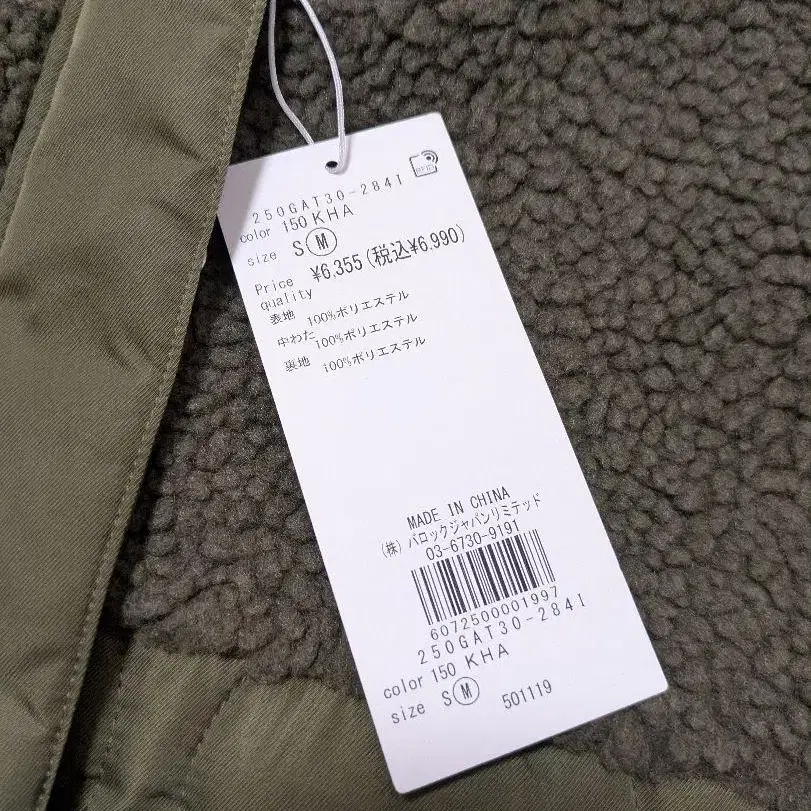 RFID
250GAT30-2841
color 150 KHA
size S M
Price ¥6,355 (税込¥6,990)
quality
表地 100%ポリエステル
中わた 100%ポリエステル
裏地 100%ポリエステル
MADE IN CHINA
(株) バロックジャパンリミテッド
03-6730-9191
6072500001997
250GAT30-2841
color 150 KHA
size S M 501119